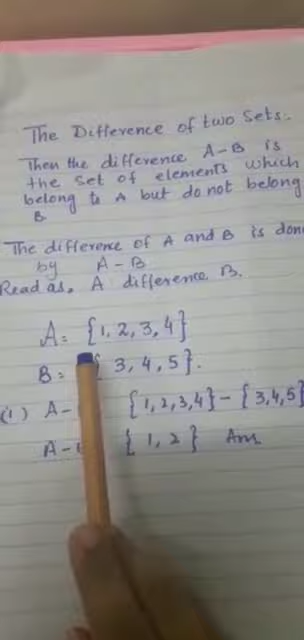 The Difference of two Sets:
Then the difference A-B is
the set of elements which
belong to A but do not belong
B
The difference of A and B is done
by A-B
Read as, A difference B.
A= {1, 2, 3, 4}
B= { 3, 4, 5}.
(1) A- {1,2,3,4} - {3,4,5}
A- { 1, 2 } Ans